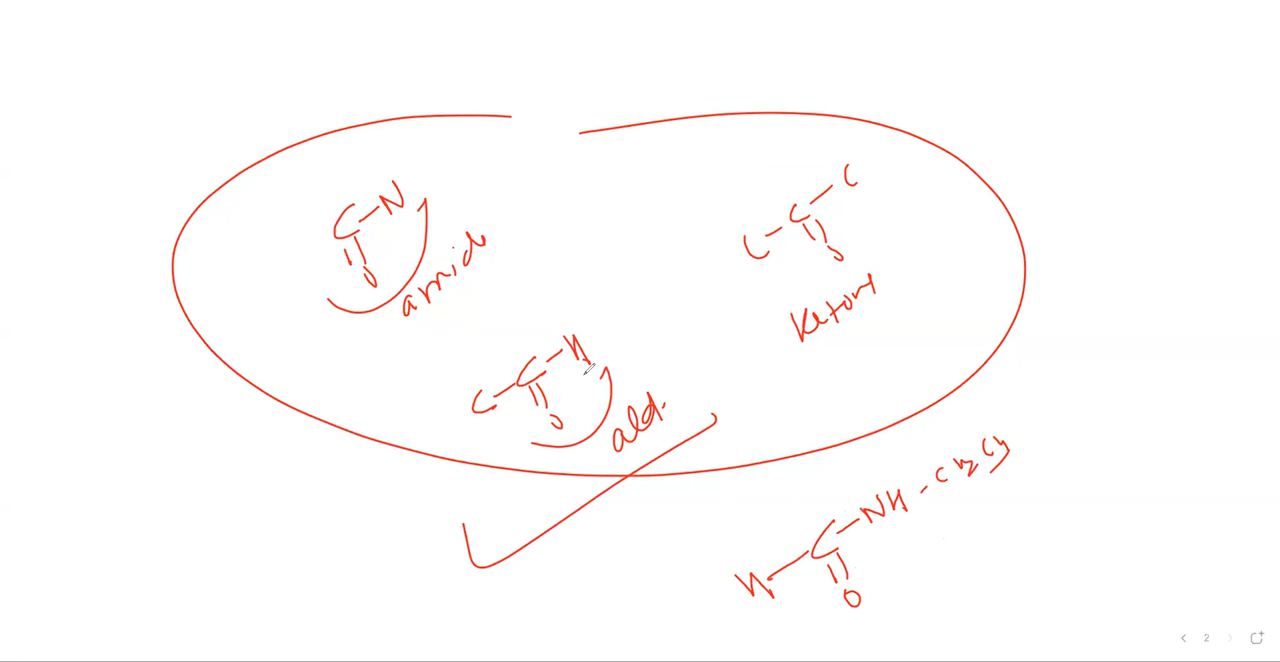 C-N
||
O
amide
C-C-C
||
O
Ketone
C-C-H
||
O
ald.
H-C-NH-CH2CH3
||
O
2